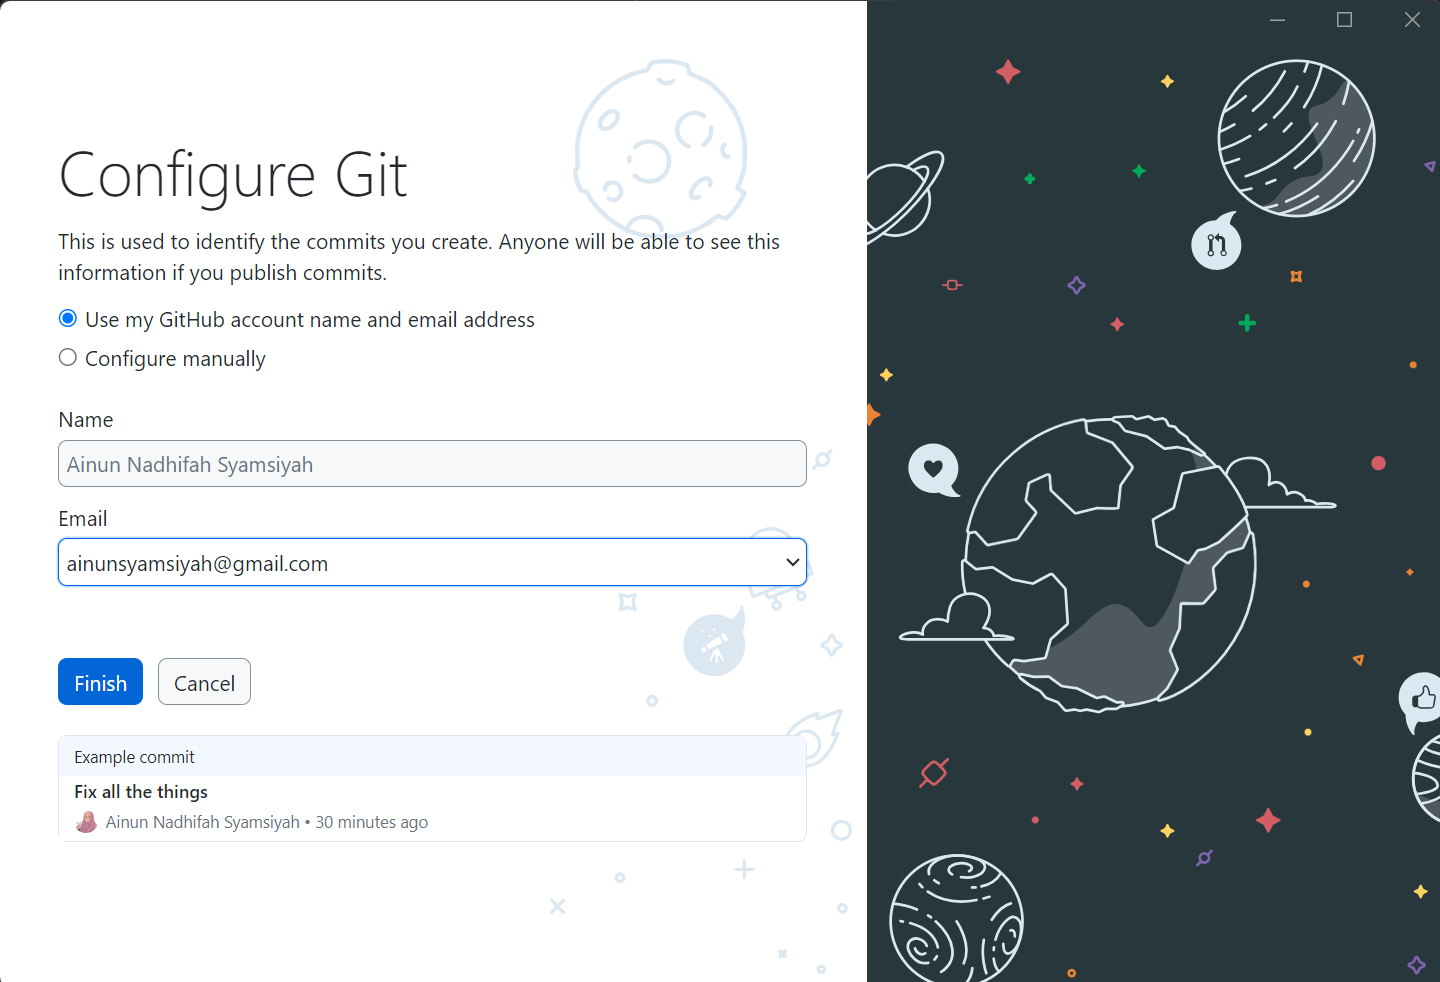 Configure Git
This is used to identify the commits you create. Anyone will be able to see this
information if you publish commits.
Use my GitHub account name and email address
Configure manually
Name
Ainun Nadhifah Syamsiyah
Email
ainunsyamsiyah@gmail.com
Finish
Cancel
Example commit
Fix all the things
Ainun Nadhifah Syamsiyah • 30 minutes ago